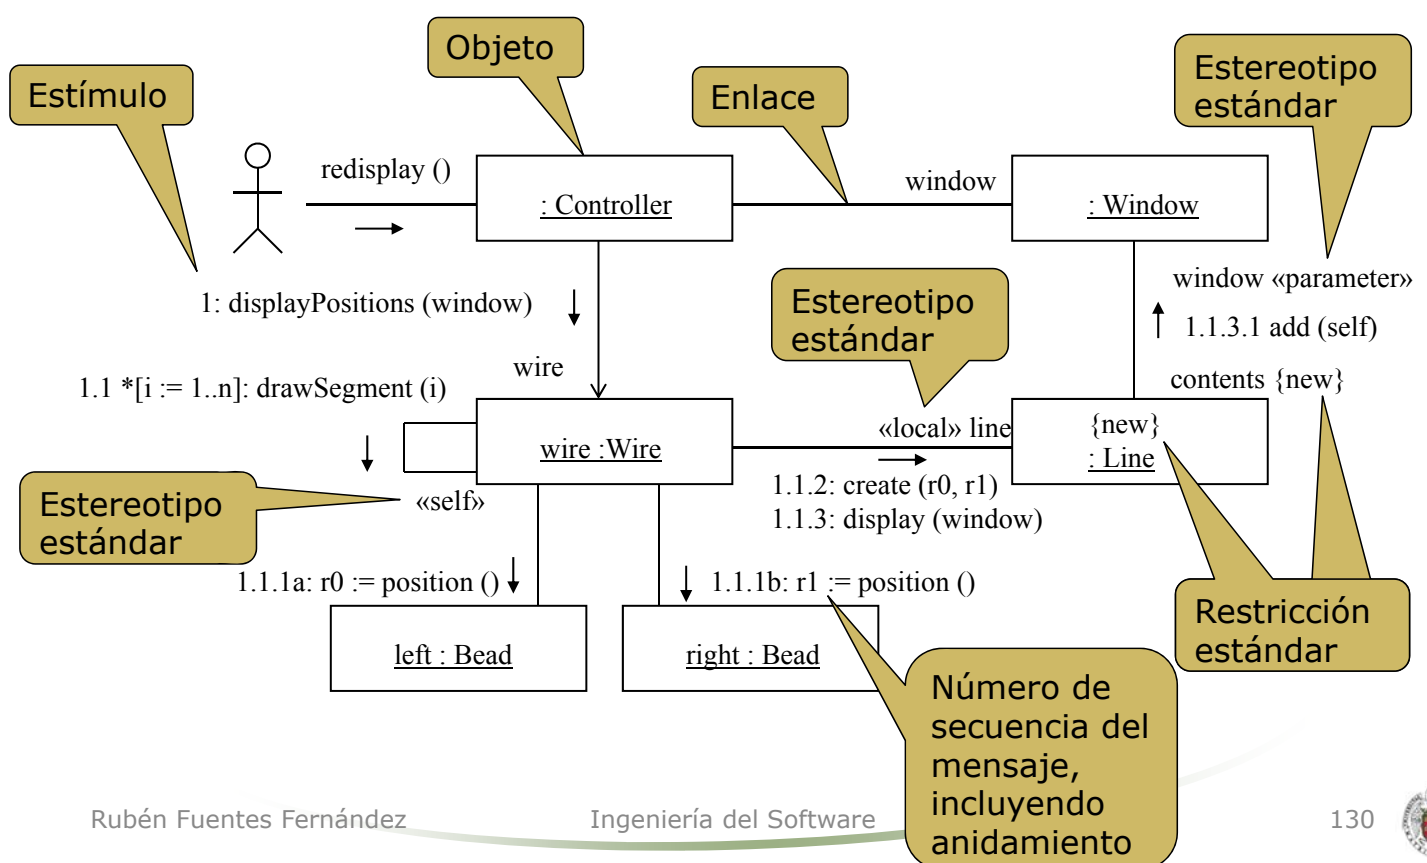 Objeto
Estereotipo
estándar
Estímulo
Enlace
redisplay ()
: Controller
window
: Window
window «parameter»
1: displayPositions (window)
Estereotipo
estándar
1.1.3.1 add (self)
wire
1.1 *[i := 1..n]: drawSegment (i)
contents {new}
«local» line
{new}
: Line
wire :Wire
1.1.2: create (r0, r1)
1.1.3: display (window)
Estereotipo
estándar
«self»
1.1.1a: r0 := position ()
1.1.1b: r1 := position ()
Restricción
estándar
left : Bead
right : Bead
Número de
secuencia del
mensaje,
incluyendo
anidamiento
Rubén Fuentes Fernández
Ingeniería del Software
130